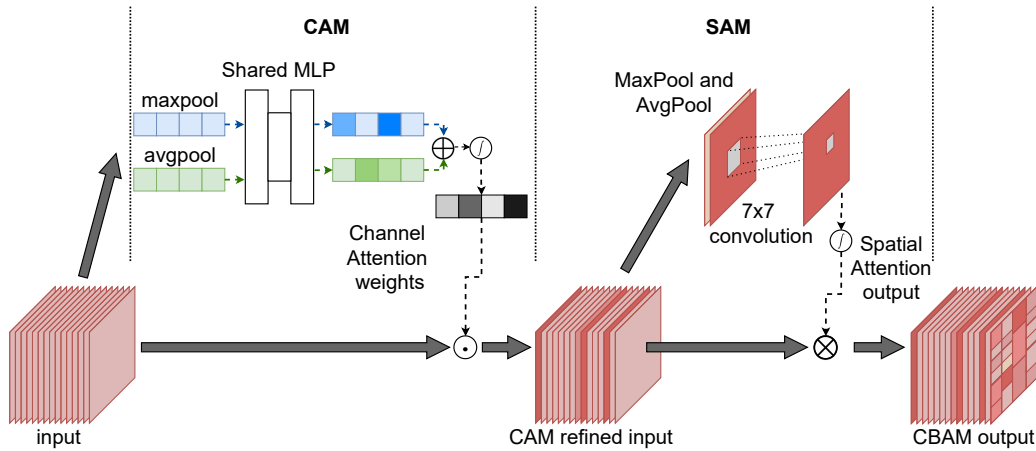 CAM
SAM
Shared MLP
maxpool
avgpool
Channel
Attention
weights
MaxPool and
AvgPool
7x7
convolution
Spatial
Attention
output
input
CAM refined input
CBAM output